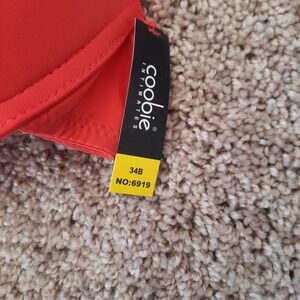 coobie®
INTIMATES
34B
NO:6919